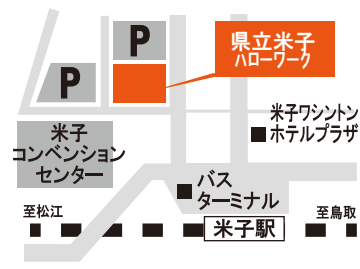 P
県立米子
ハローワーク
P
米子ワシントン
ホテルプラザ
米子
コンベンション
センター
バス
ターミナル
至松江
至鳥取
米子駅